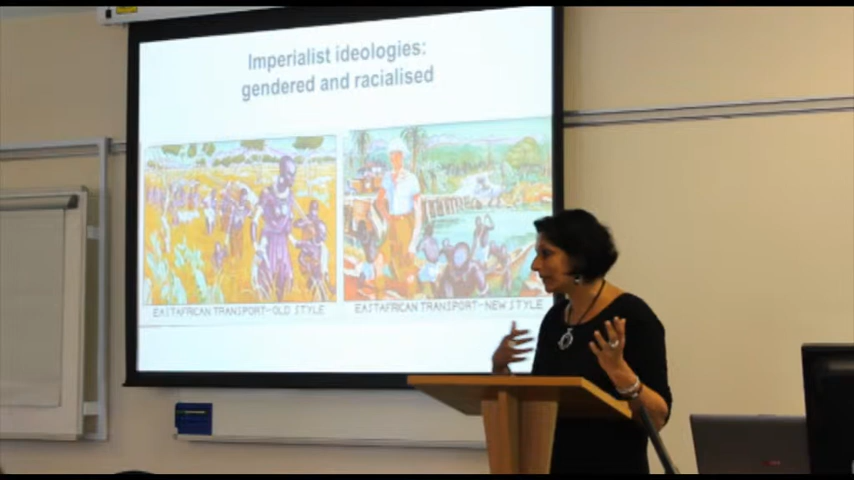 Imperialist ideologies:
gendered and racialised
EAST AFRICAN TRANSPORT-OLD STYLE
EAST AFRICAN TRANSPORT-NEW STYLE